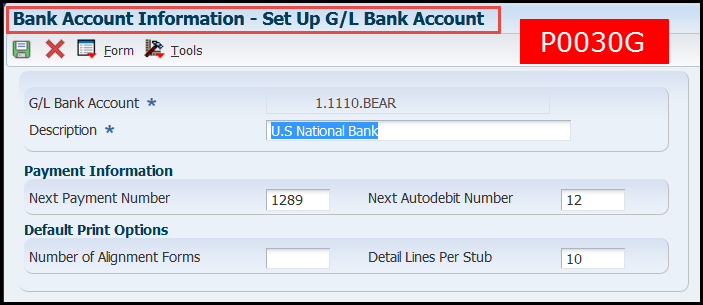 Bank Account Information - Set Up G/L Bank Account
P0030G
Form Tools
G/L Bank Account * 1.1110.BEAR
Description * U.S National Bank
Payment Information
Next Payment Number 1289 Next Autodebit Number 12
Default Print Options
Number of Alignment Forms Detail Lines Per Stub 10